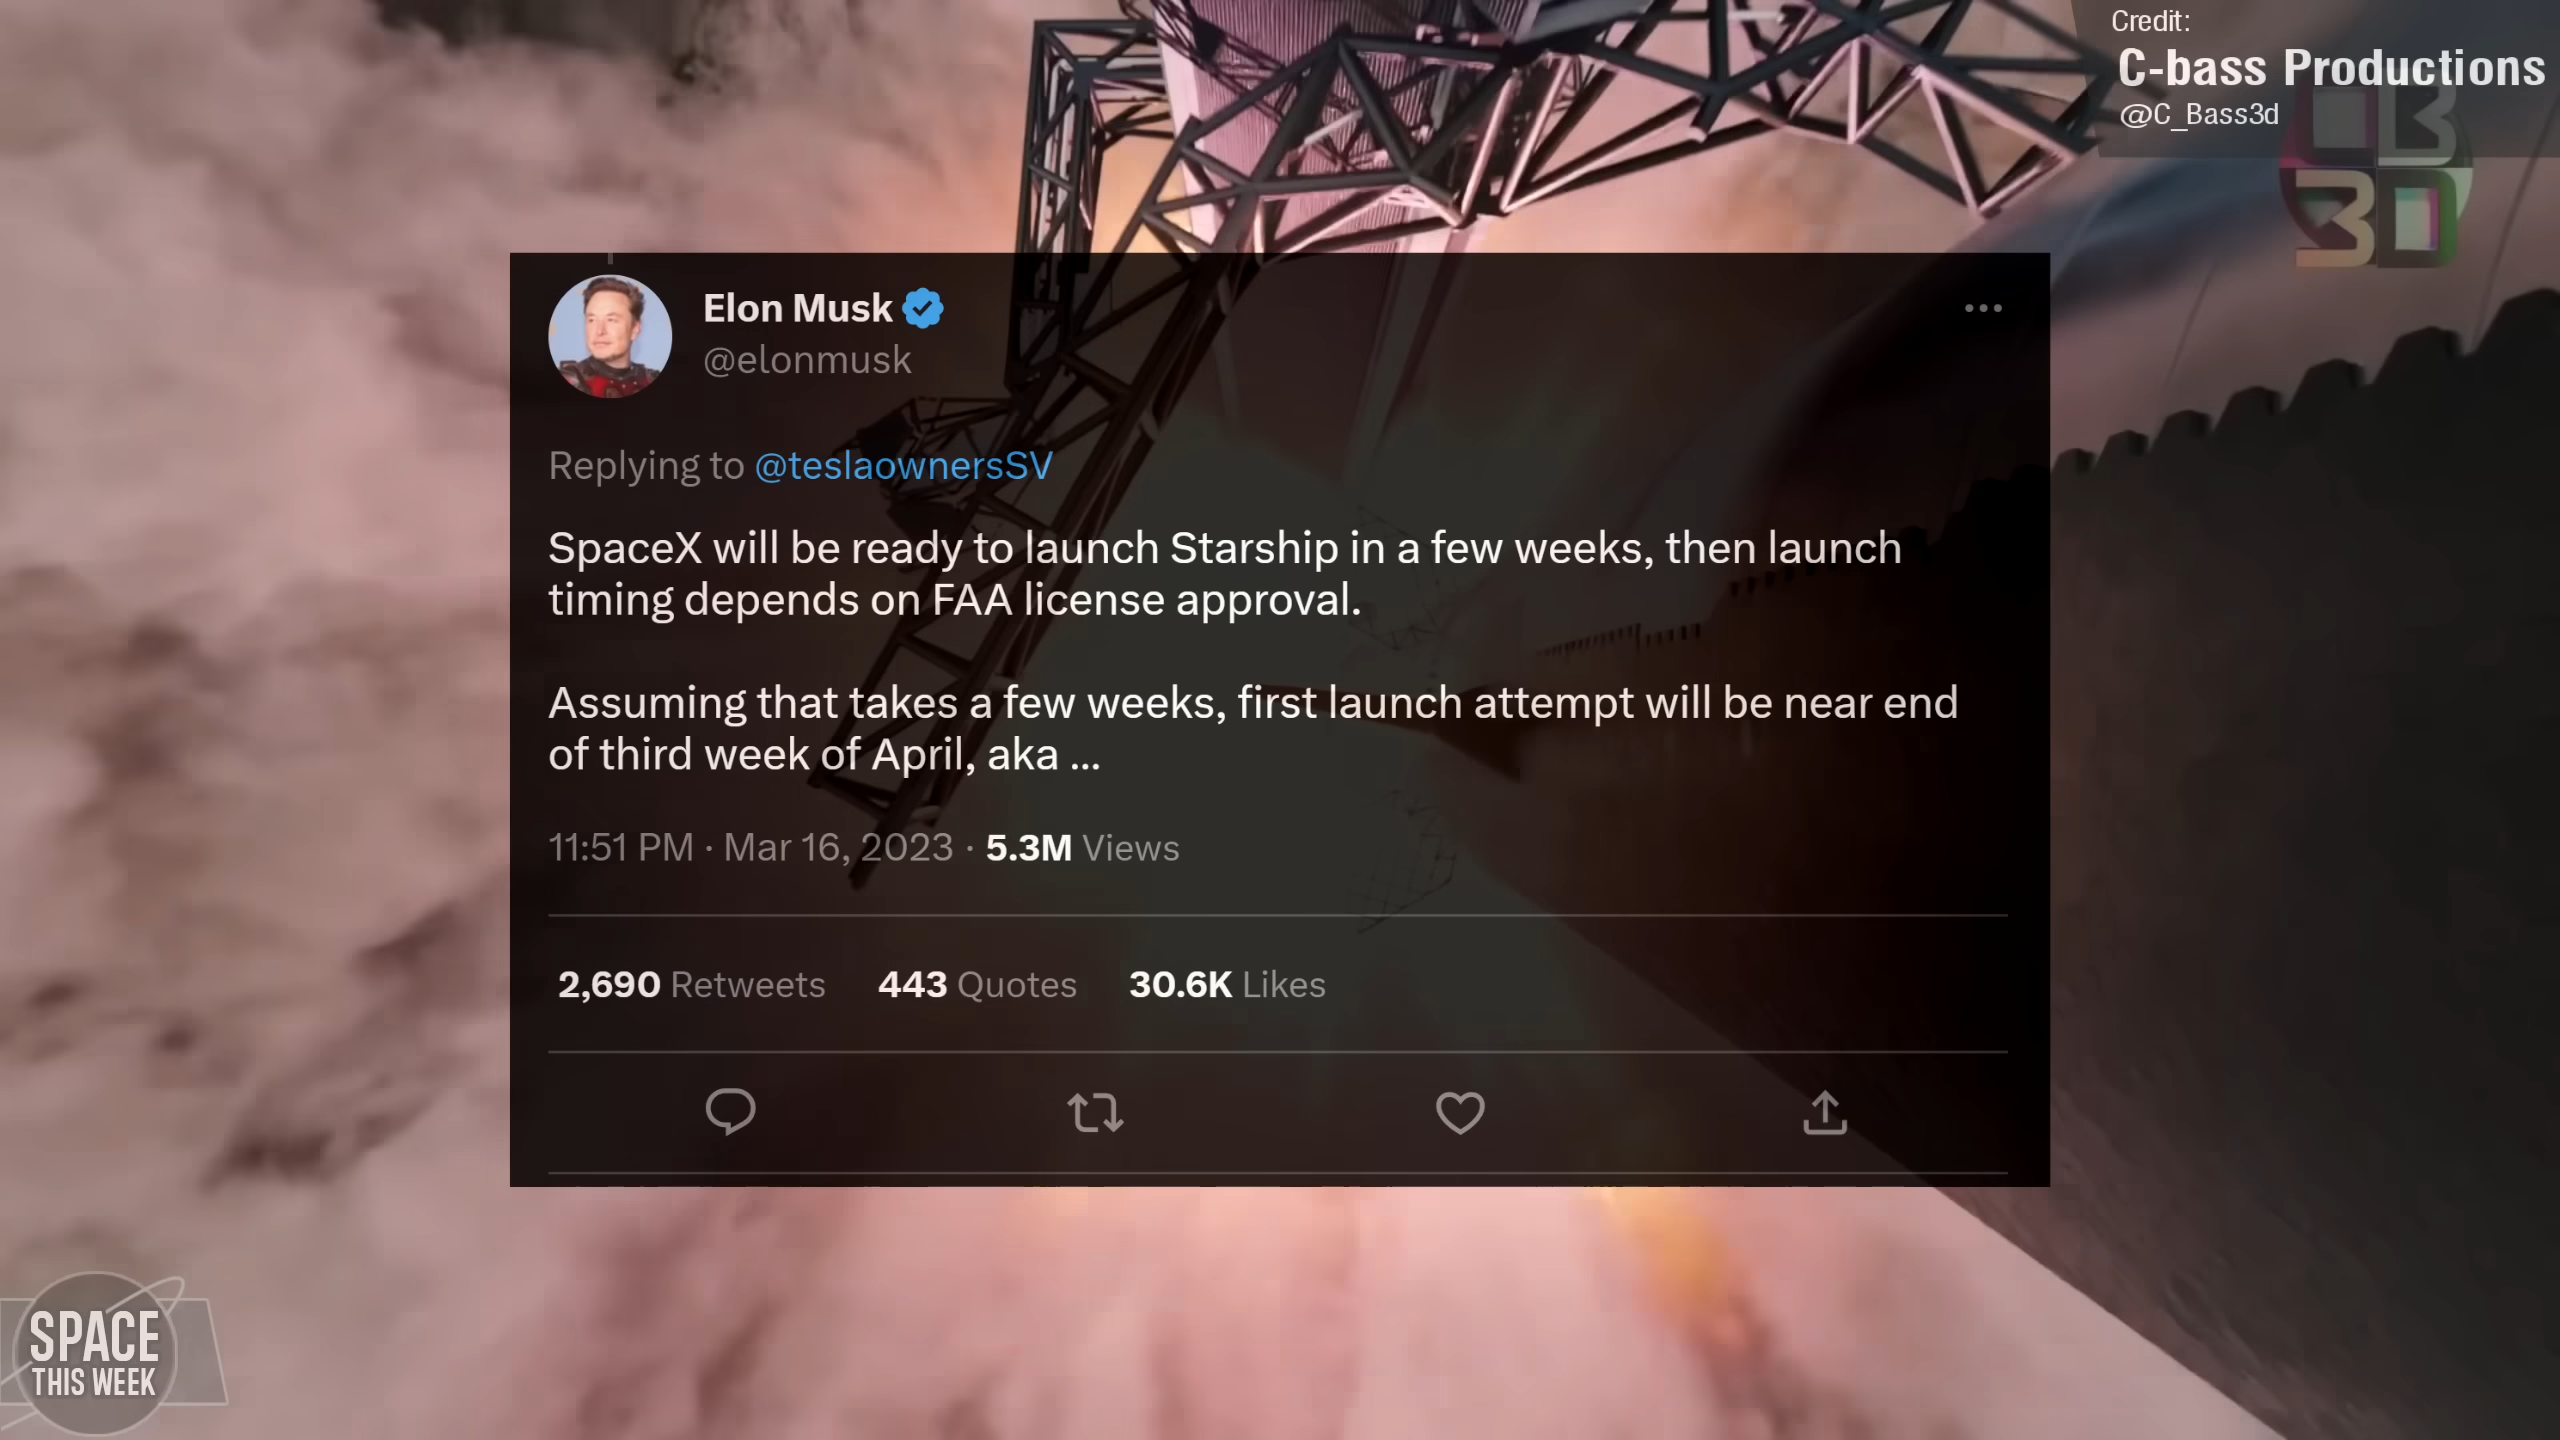 Credit:
C-bass Productions
@C_Bass3d
CB
3D
Elon Musk
@elonmusk
Replying to @teslaownersSV
SpaceX will be ready to launch Starship in a few weeks, then launch
timing depends on FAA license approval.
Assuming that takes a few weeks, first launch attempt will be near end
of third week of April, aka ...
11:51 PM · Mar 16, 2023 · 5.3M Views
2,690 Retweets 443 Quotes 30.6K Likes
SPACE
THIS WEEK